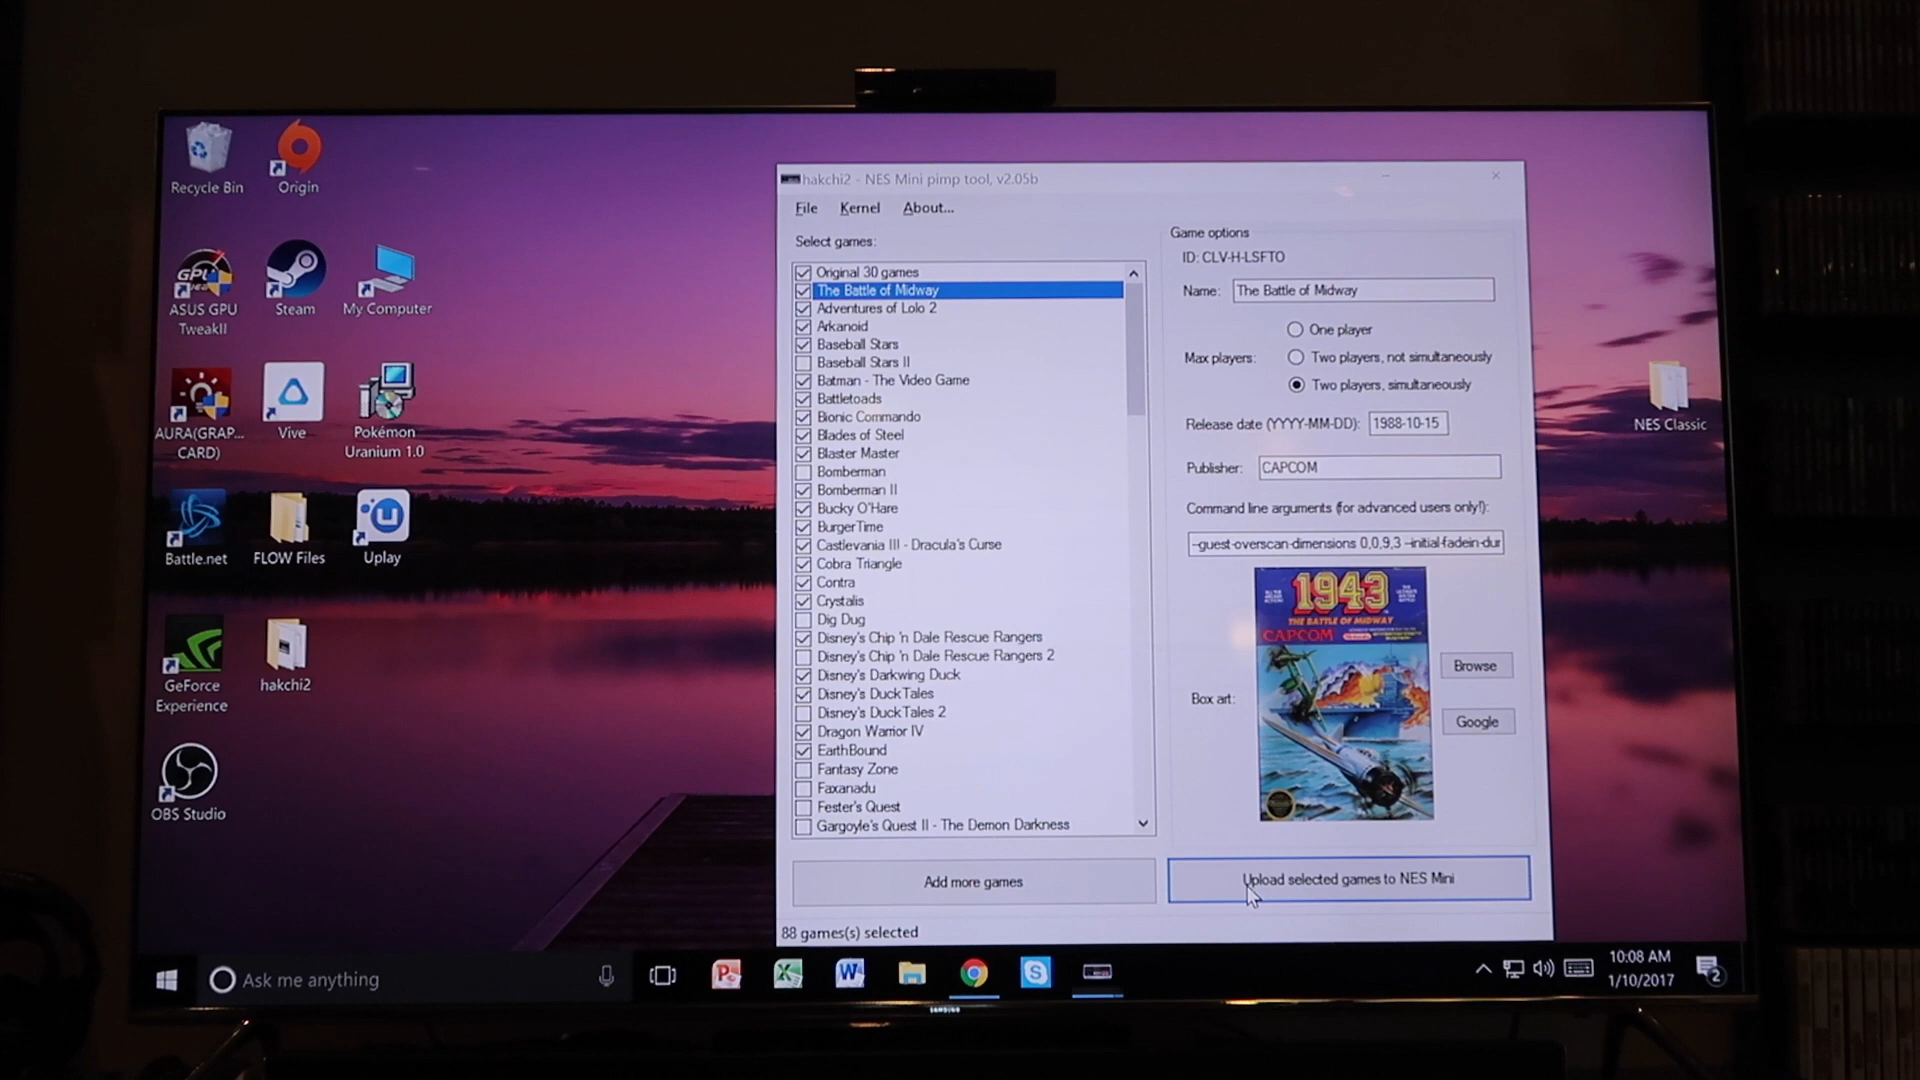 Recycle Bin
Origin
ASUS GPU
TweakII
Steam
My Computer
AURA(GRAP...
CARD)
Vive
Pokémon
Uranium 1.0
Battle.net
FLOW Files
Uplay
GeForce
Experience
hakchi2
OBS Studio
NES Classic
hakchi2 - NES Mini pimp tool, v2.05b
File Kernel About...
Select games:
Original 30 games
The Battle of Midway
Adventures of Lolo 2
Arkanoid
Baseball Stars
Baseball Stars II
Batman - The Video Game
Battletoads
Bionic Commando
Blades of Steel
Blaster Master
Bomberman
Bomberman II
Bucky O'Hare
BurgerTime
Castlevania III - Dracula's Curse
Cobra Triangle
Contra
Crystalis
Dig Dug
Disney's Chip 'n Dale Rescue Rangers
Disney's Chip 'n Dale Rescue Rangers 2
Disney's Darkwing Duck
Disney's DuckTales
Disney's DuckTales 2
Dragon Warrior IV
EarthBound
Fantasy Zone
Faxanadu
Fester's Quest
Gargoyle's Quest II - The Demon Darkness
Add more games
88 games(s) selected
Game options
ID: CLV-H-LSFTO
Name: The Battle of Midway
Max players:
One player
Two players, not simultaneously
Two players, simultaneously
Release date (YYYY-MM-DD): 1988-10-15
Publisher: CAPCOM
Command line arguments (for advanced users only!):
--guest-overscan-dimensions 0,0,9,3 --initial-fadein-dur
Box art:
1943
THE BATTLE OF MIDWAY
CAPCOM
Browse
Google
Upload selected games to NES Mini
Ask me anything
10:08 AM
1/10/2017
2
SAMSUNG